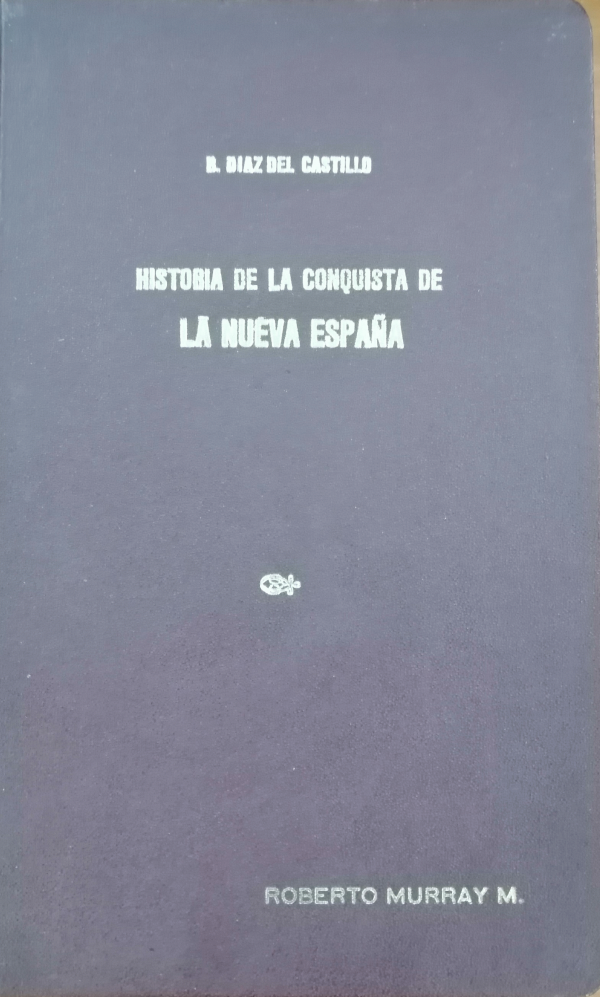 B. DIAZ DEL CASTILLO
HISTORIA DE LA CONQUISTA DE
LA NUEVA ESPAÑA
ROBERTO MURRAY M.